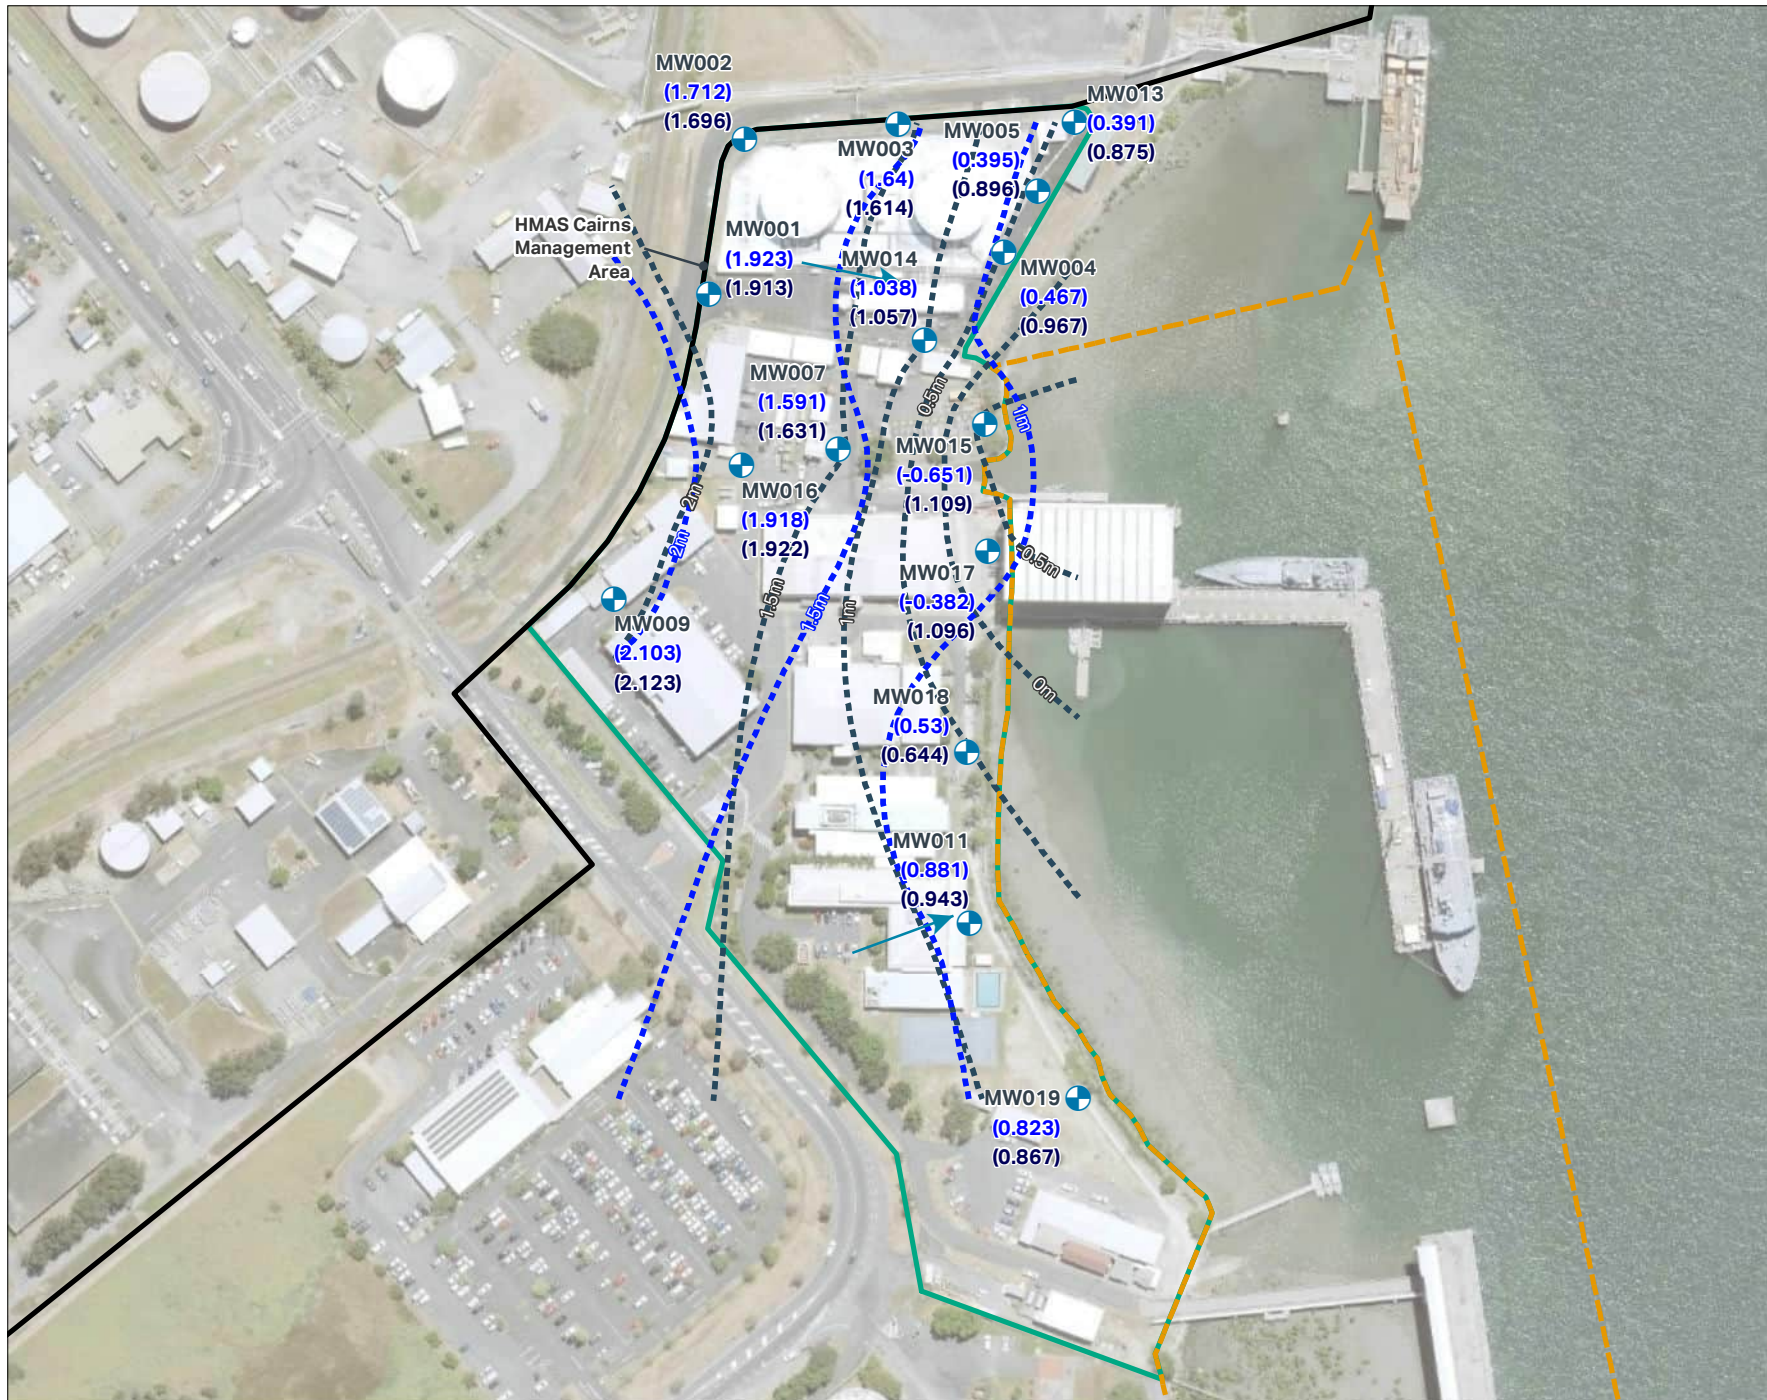 MW002
(1.712)
(1.696)
MW013
(0.391)
(0.875)
MW005
(0.395)
(0.896)
MW003
(1.64)
(1.614)
HMAS Cairns
Management
Area
MW001
(1.923)
(1.913)
MW014
(1.038)
(1.057)
MW004
(0.467)
(0.967)
MW007
(1.591)
(1.631)
0.5m
1m
MW015
(-0.651)
(1.109)
MW016
(1.918)
(1.922)
2m
2m
-0.5m
MW017
(-0.382)
(1.096)
1.5m
1.5m
1m
MW009
(2.103)
(2.123)
0m
MW018
(0.53)
(0.644)
MW011
(0.881)
(0.943)
MW019
(0.823)
(0.867)